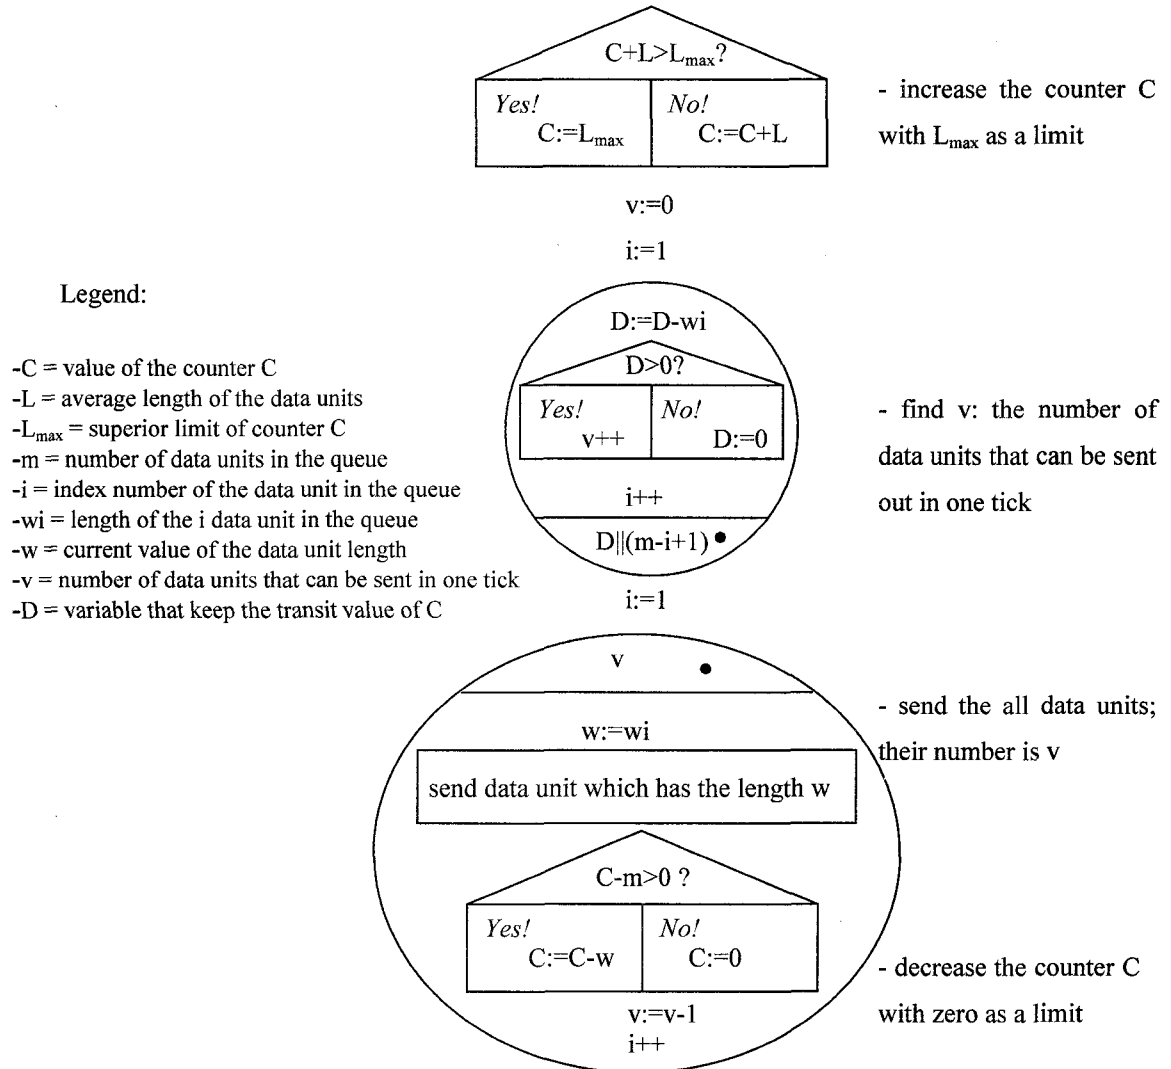 C+L>Lmax?
Yes!
C:=Lmax
No!
C:=C+L
- increase the counter C
with Lmax as a limit
v:=0
i:=1
Legend:
-C = value of the counter C
-L = average length of the data units
-Lmax = superior limit of counter C
-m = number of data units in the queue
-i = index number of the data unit in the queue
-wi = length of the i data unit in the queue
-w = current value of the data unit length
-v = number of data units that can be sent in one tick
-D = variable that keep the transit value of C
D:=D-wi
D>0?
Yes!
v++
No!
D:=0
i++
D||(m-i+1)
- find v: the number of
data units that can be sent
out in one tick
i:=1
v
w:=wi
send data unit which has the length w
- send the all data units;
their number is v
C-m>0 ?
Yes!
C:=C-w
No!
C:=0
v:=v-1
i++
- decrease the counter C
with zero as a limit